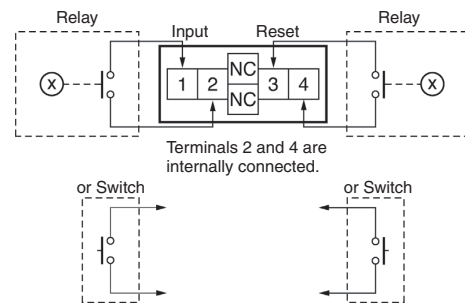 Relay
Relay
Input
Reset
X
1
2
NC
NC
3
4
X
Terminals 2 and 4 are
internally connected.
or Switch
or Switch